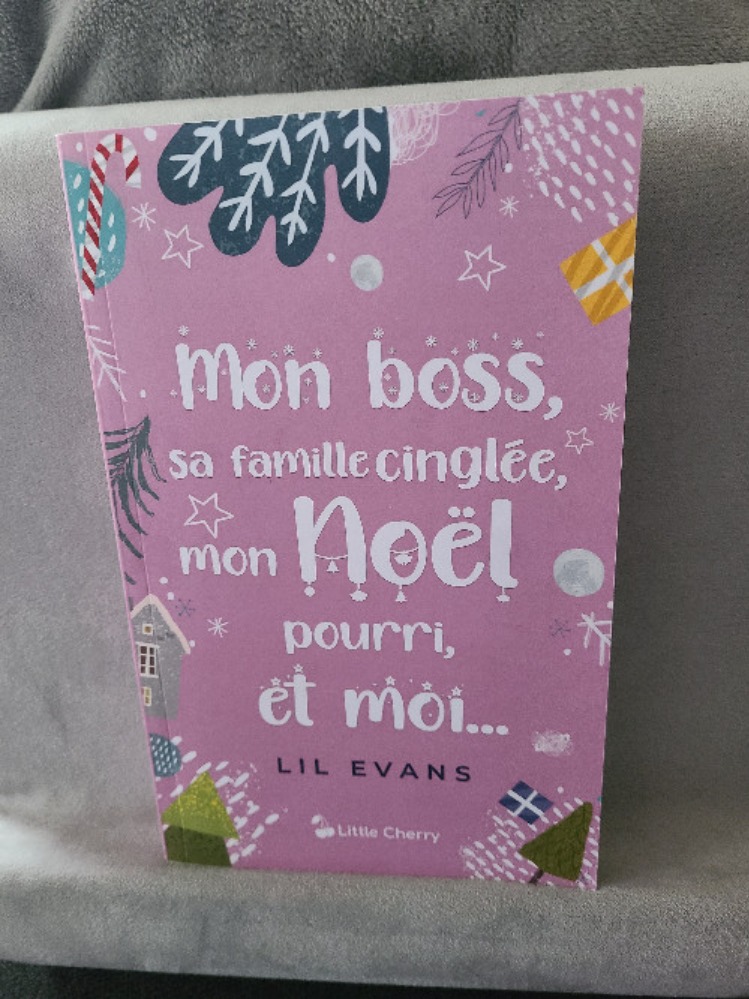 Mon boss,
sa famille cinglée,
mon Noël
pourri,
et moi...
LIL EVANS
Little Cherry